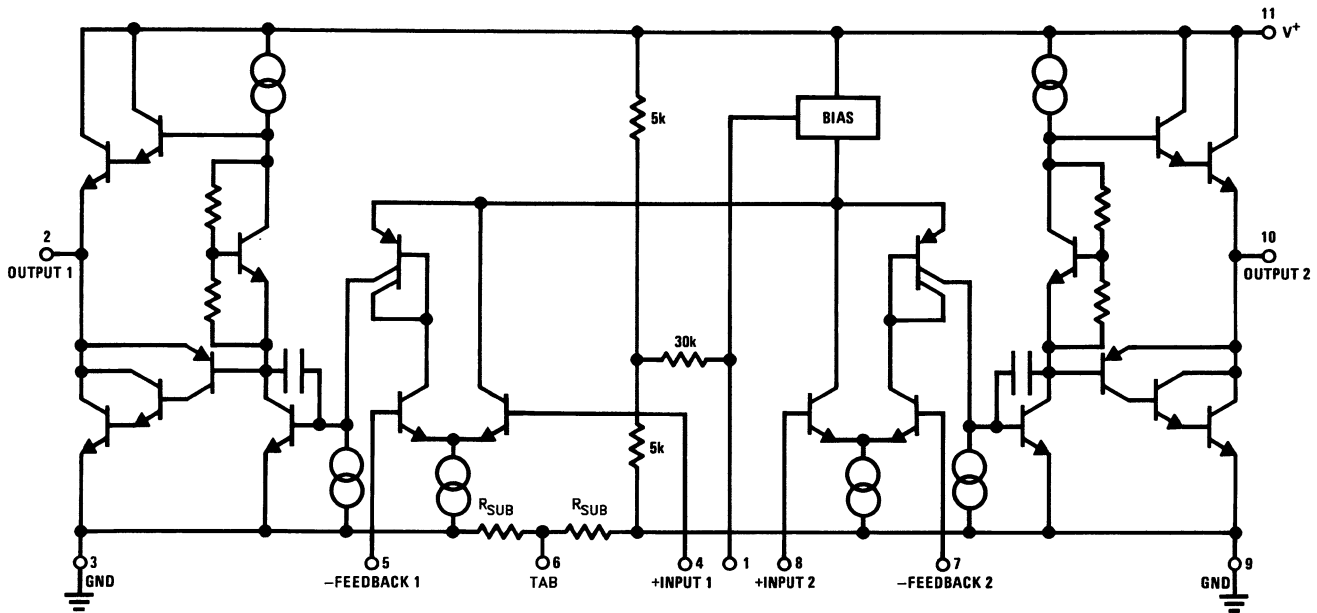 11
V+
5k
BIAS
2
OUTPUT 1
10
OUTPUT 2
30k
5k
RSUB
RSUB
3
GND
5
–FEEDBACK 1
6
TAB
4
+INPUT 1
1
8
+INPUT 2
7
–FEEDBACK 2
9
GND